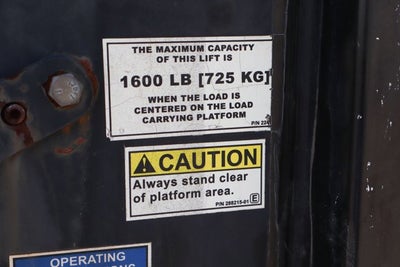 THE MAXIMUM CAPACITY
OF THIS LIFT IS
1600 LB [725 KG]
WHEN THE LOAD IS
CENTERED ON THE LOAD
CARRYING PLATFORM
P/N
CAUTION
Always stand clear
of platform area.
P/N 288215-01 E
OPERATING